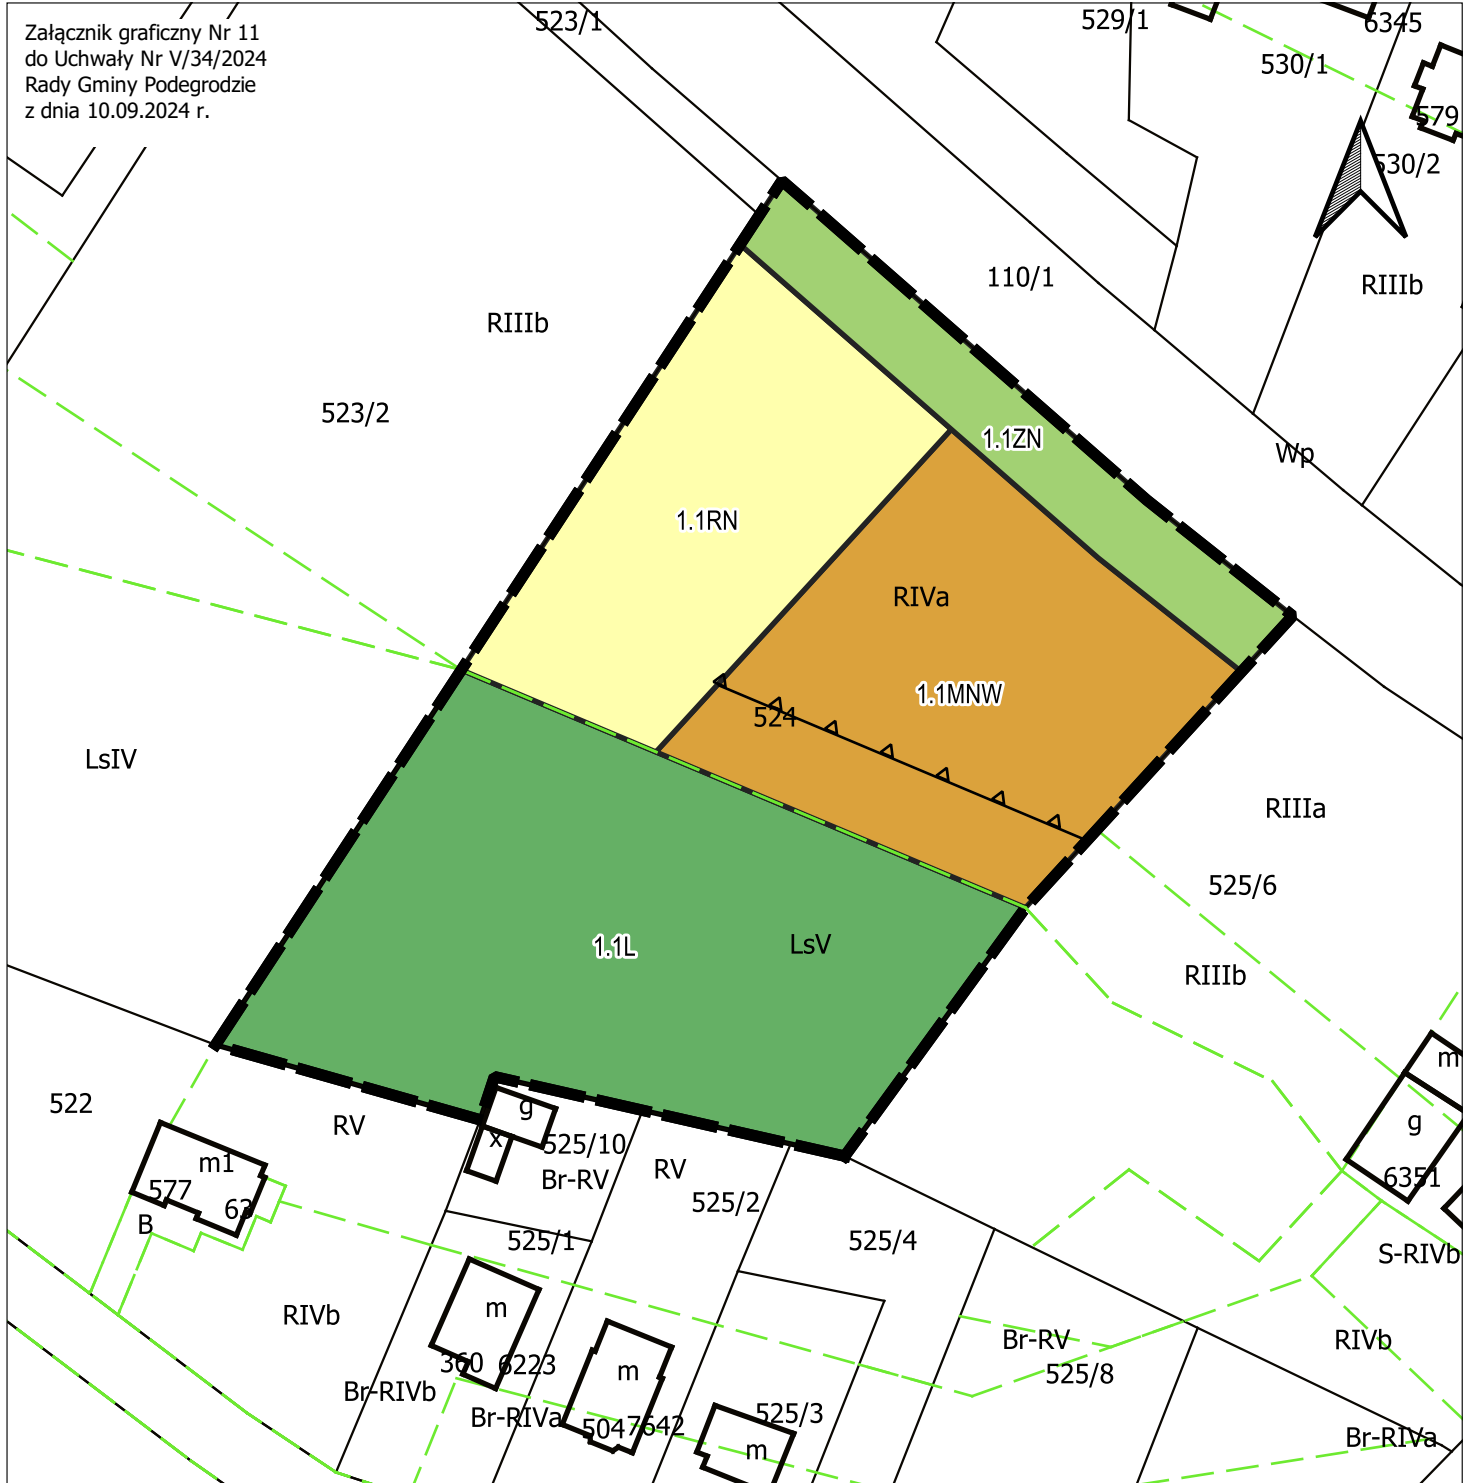 Załącznik graficzny Nr 11
do Uchwały Nr V/34/2024
Rady Gminy Podegrodzie
z dnia 10.09.2024 r.
523/1
529/1
6345
530/1
579
530/2
110/1
RIIIb
RIIIb
523/2
1.1ZN
Wp
1.1RN
RIVa
1.1MNW
524
LsIV
RIIIa
525/6
1.1L
LsV
RIIIb
m
522
g
RV
x
525/10
g
m1
RV
Br-RV
6351
577
63
525/2
B
525/1
525/4
S-RIVb
m
RIVb
Br-RV
RIVb
360
6223
m
525/8
Br-RIVb
Br-RIVa
504
7642
525/3
m
Br-RIVa